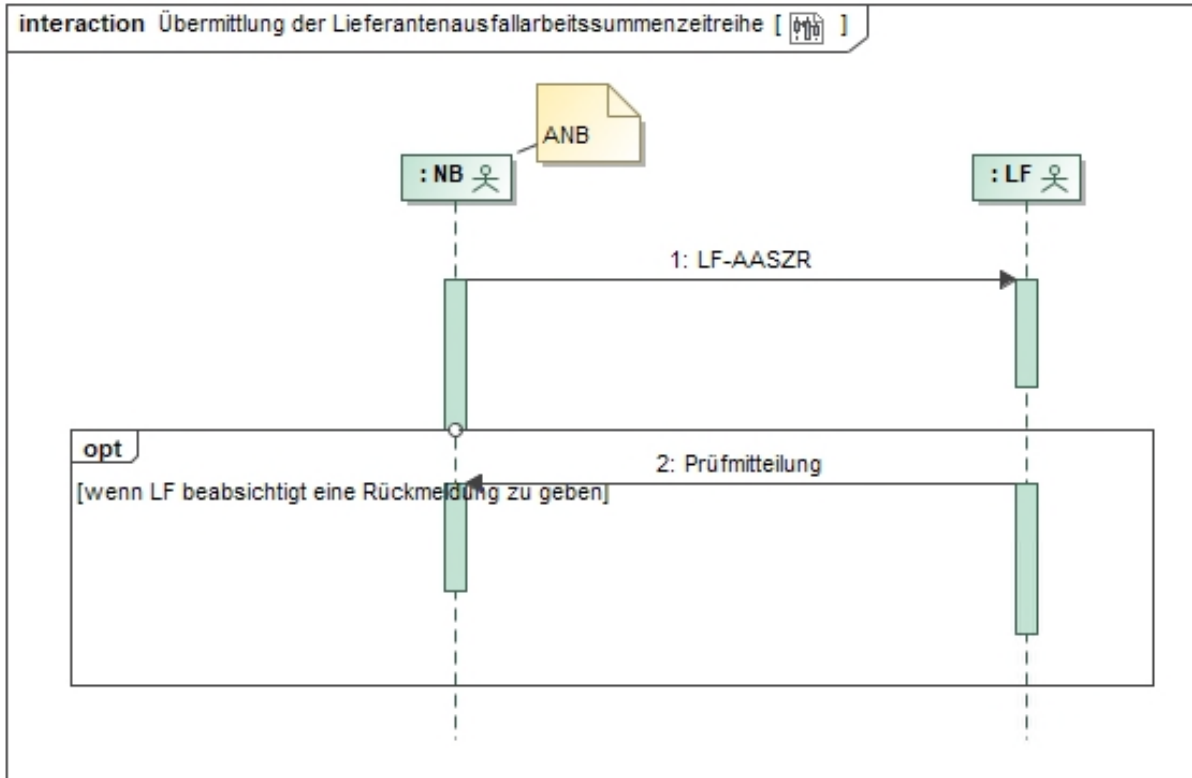 interaction Übermittlung der Lieferantenausfallarbeitssummenzeitreihe [ ]
ANB
: NB
: LF
1: LF-AASZR
opt
2: Prüfmitteilung
[wenn LF beabsichtigt eine Rückmeldung zu geben]